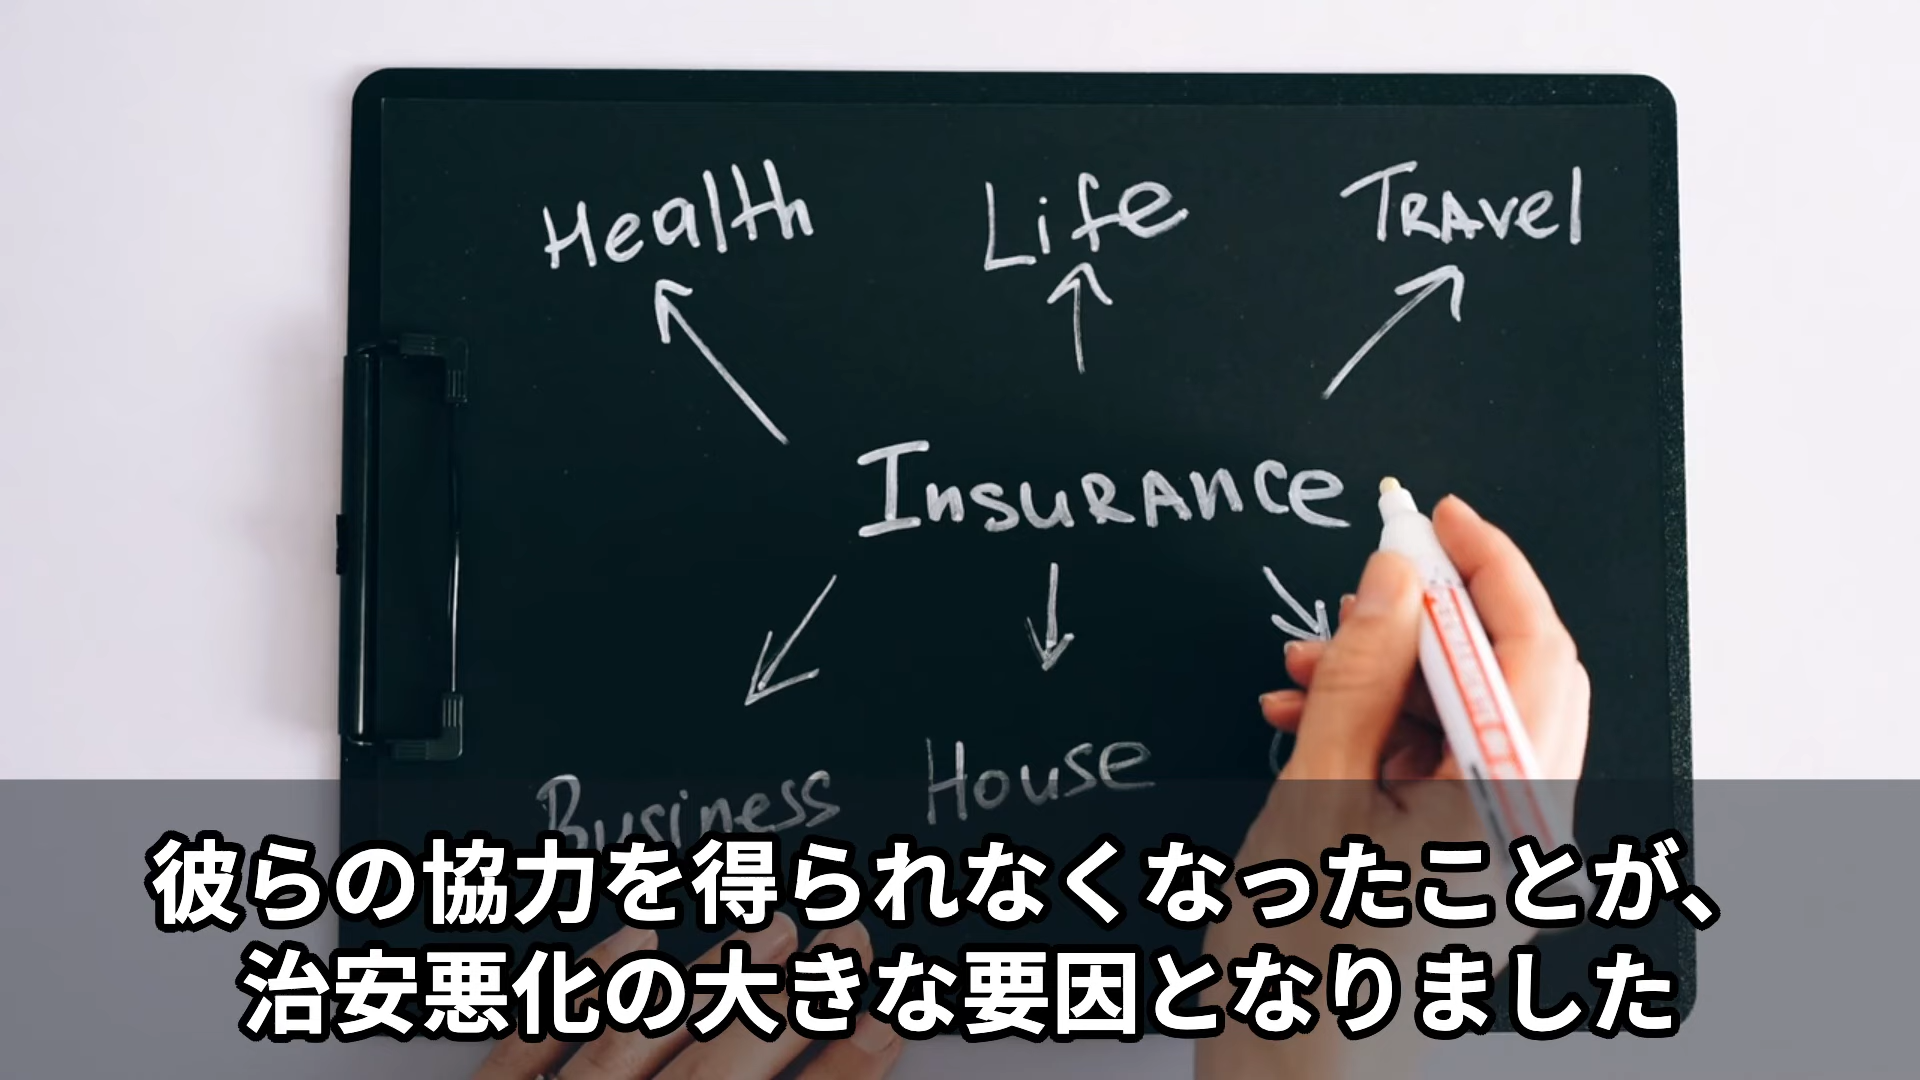 Health Life Travel
Insurance
Business House
彼らの協力を得られなくなったことが、
治安悪化の大きな要因となりました